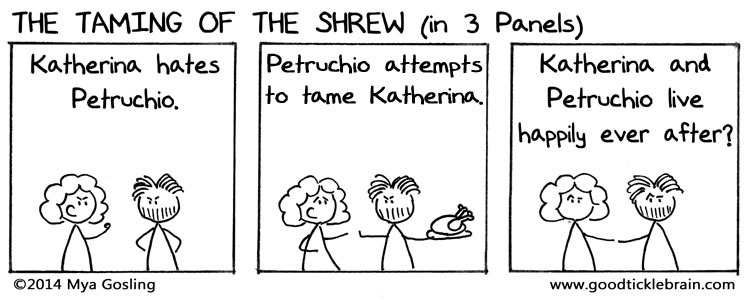 THE TAMING OF THE SHREW (in 3 Panels)
Katherina hates
Petruchio.
Petruchio attempts
to tame Katherina.
Katherina and
Petruchio live
happily ever after?
©2014 Mya Gosling
www.goodticklebrain.com